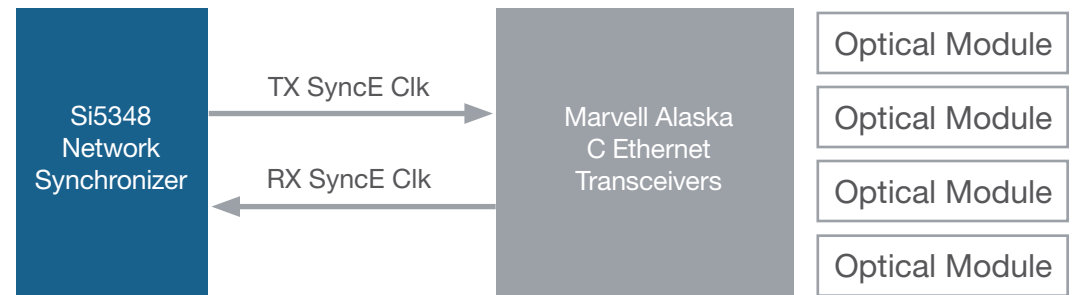 Si5348
Network
Synchronizer
TX SyncE Clk
RX SyncE Clk
Marvell Alaska
C Ethernet
Transceivers
Optical Module
Optical Module
Optical Module
Optical Module